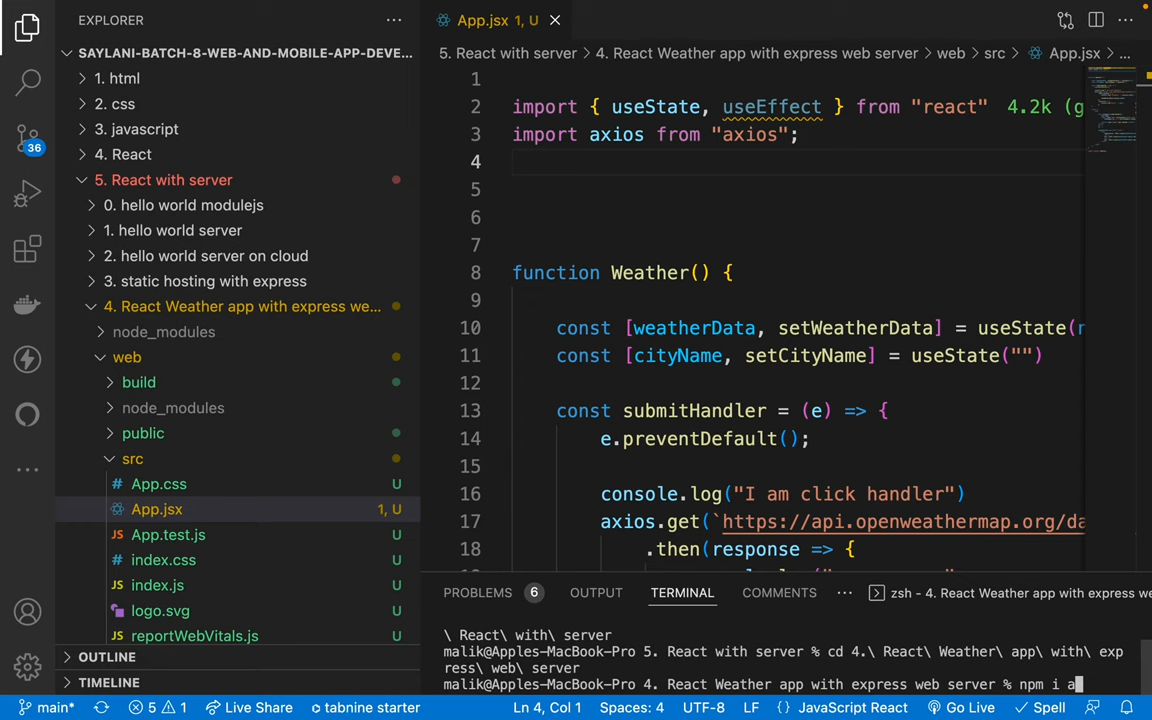 EXPLORER
SAYLANI-BATCH-8-WEB-AND-MOBILE-APP-DEVE...
1. html
2. css
3. javascript
4. React
5. React with server
0. hello world modulejs
1. hello world server
2. hello world server on cloud
3. static hosting with express
4. React Weather app with express we...
node_modules
web
build
node_modules
public
src
# App.css U
App.jsx 1, U
JS App.test.js U
# index.css U
JS index.js U
logo.svg U
JS reportWebVitals.js U
OUTLINE
TIMELINE
36
App.jsx 1, U
5. React with server > 4. React Weather app with express web server > web > src > App.jsx > ...
1
2 import { useState, useEffect } from "react" 4.2k (g
3 import axios from "axios";
4
5
6
7
8 function Weather() {
9
10 const [weatherData, setWeatherData] = useState(n
11 const [cityName, setCityName] = useState("")
12
13 const submitHandler = (e) => {
14 e.preventDefault();
15
16 console.log("I am click handler")
17 axios.get(`https://api.openweathermap.org/da
18 .then(response => {
PROBLEMS 6 OUTPUT TERMINAL COMMENTS ... zsh - 4. React Weather app with express we
\ React\ with\ server
malik@Apples-MacBook-Pro 5. React with server % cd 4.\ React\ Weather\ app\ with\ exp
ress\ web\ server
malik@Apples-MacBook-Pro 4. React Weather app with express web server % npm i a
main* 5 1 Live Share tabnine starter Ln 4, Col 1 Spaces: 4 UTF-8 LF {} JavaScript React Go Live Spell